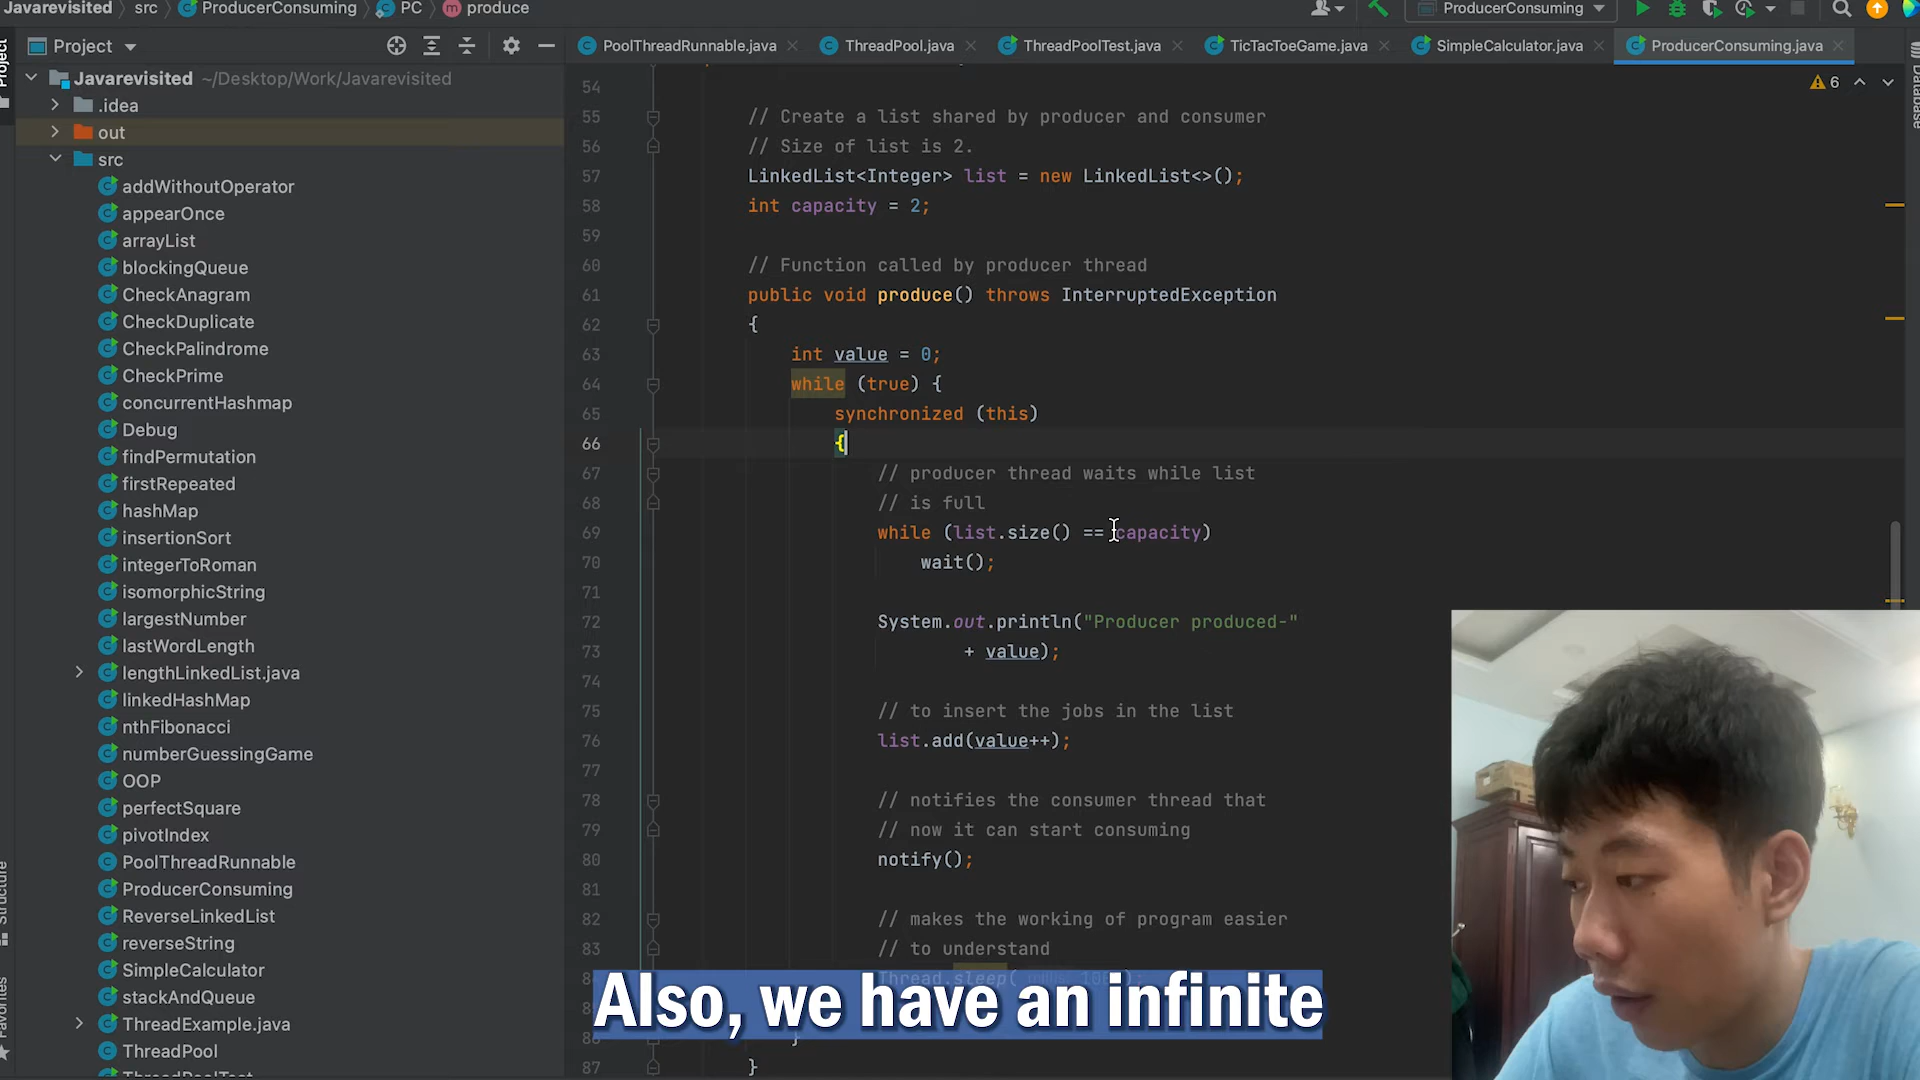 Javarevisited src ProducerConsuming PC produce
ProducerConsuming
Project
PoolThreadRunnable.java ThreadPool.java ThreadPoolTest.java TicTacToeGame.java SimpleCalculator.java ProducerConsuming.java
Project
Database
Structure
Favorites
6
Javarevisited ~/Desktop/Work/Javarevisited
.idea
out
src
addWithoutOperator
appearOnce
arrayList
blockingQueue
CheckAnagram
CheckDuplicate
CheckPalindrome
CheckPrime
concurrentHashmap
Debug
findPermutation
firstRepeated
hashMap
insertionSort
integerToRoman
isomorphicString
largestNumber
lastWordLength
lengthLinkedList.java
linkedHashMap
nthFibonacci
numberGuessingGame
OOP
perfectSquare
pivotIndex
PoolThreadRunnable
ProducerConsuming
ReverseLinkedList
reverseString
SimpleCalculator
stackAndQueue
ThreadExample.java
ThreadPool
ThreadPoolTest
54
55 // Create a list shared by producer and consumer
56 // Size of list is 2.
57 LinkedList<Integer> list = new LinkedList<>();
58 int capacity = 2;
59
60 // Function called by producer thread
61 public void produce() throws InterruptedException
62 {
63 int value = 0;
64 while (true) {
65 synchronized (this)
66 {
67 // producer thread waits while list
68 // is full
69 while (list.size() == capacity)
70 wait();
71
72 System.out.println("Producer produced-"
73 + value);
74
75 // to insert the jobs in the list
76 list.add(value++);
77
78 // notifies the consumer thread that
79 // now it can start consuming
80 notify();
81
82 // makes the working of program easier
83 // to understand
Thread.sleep(
Also, we have an infinite
}
87 }